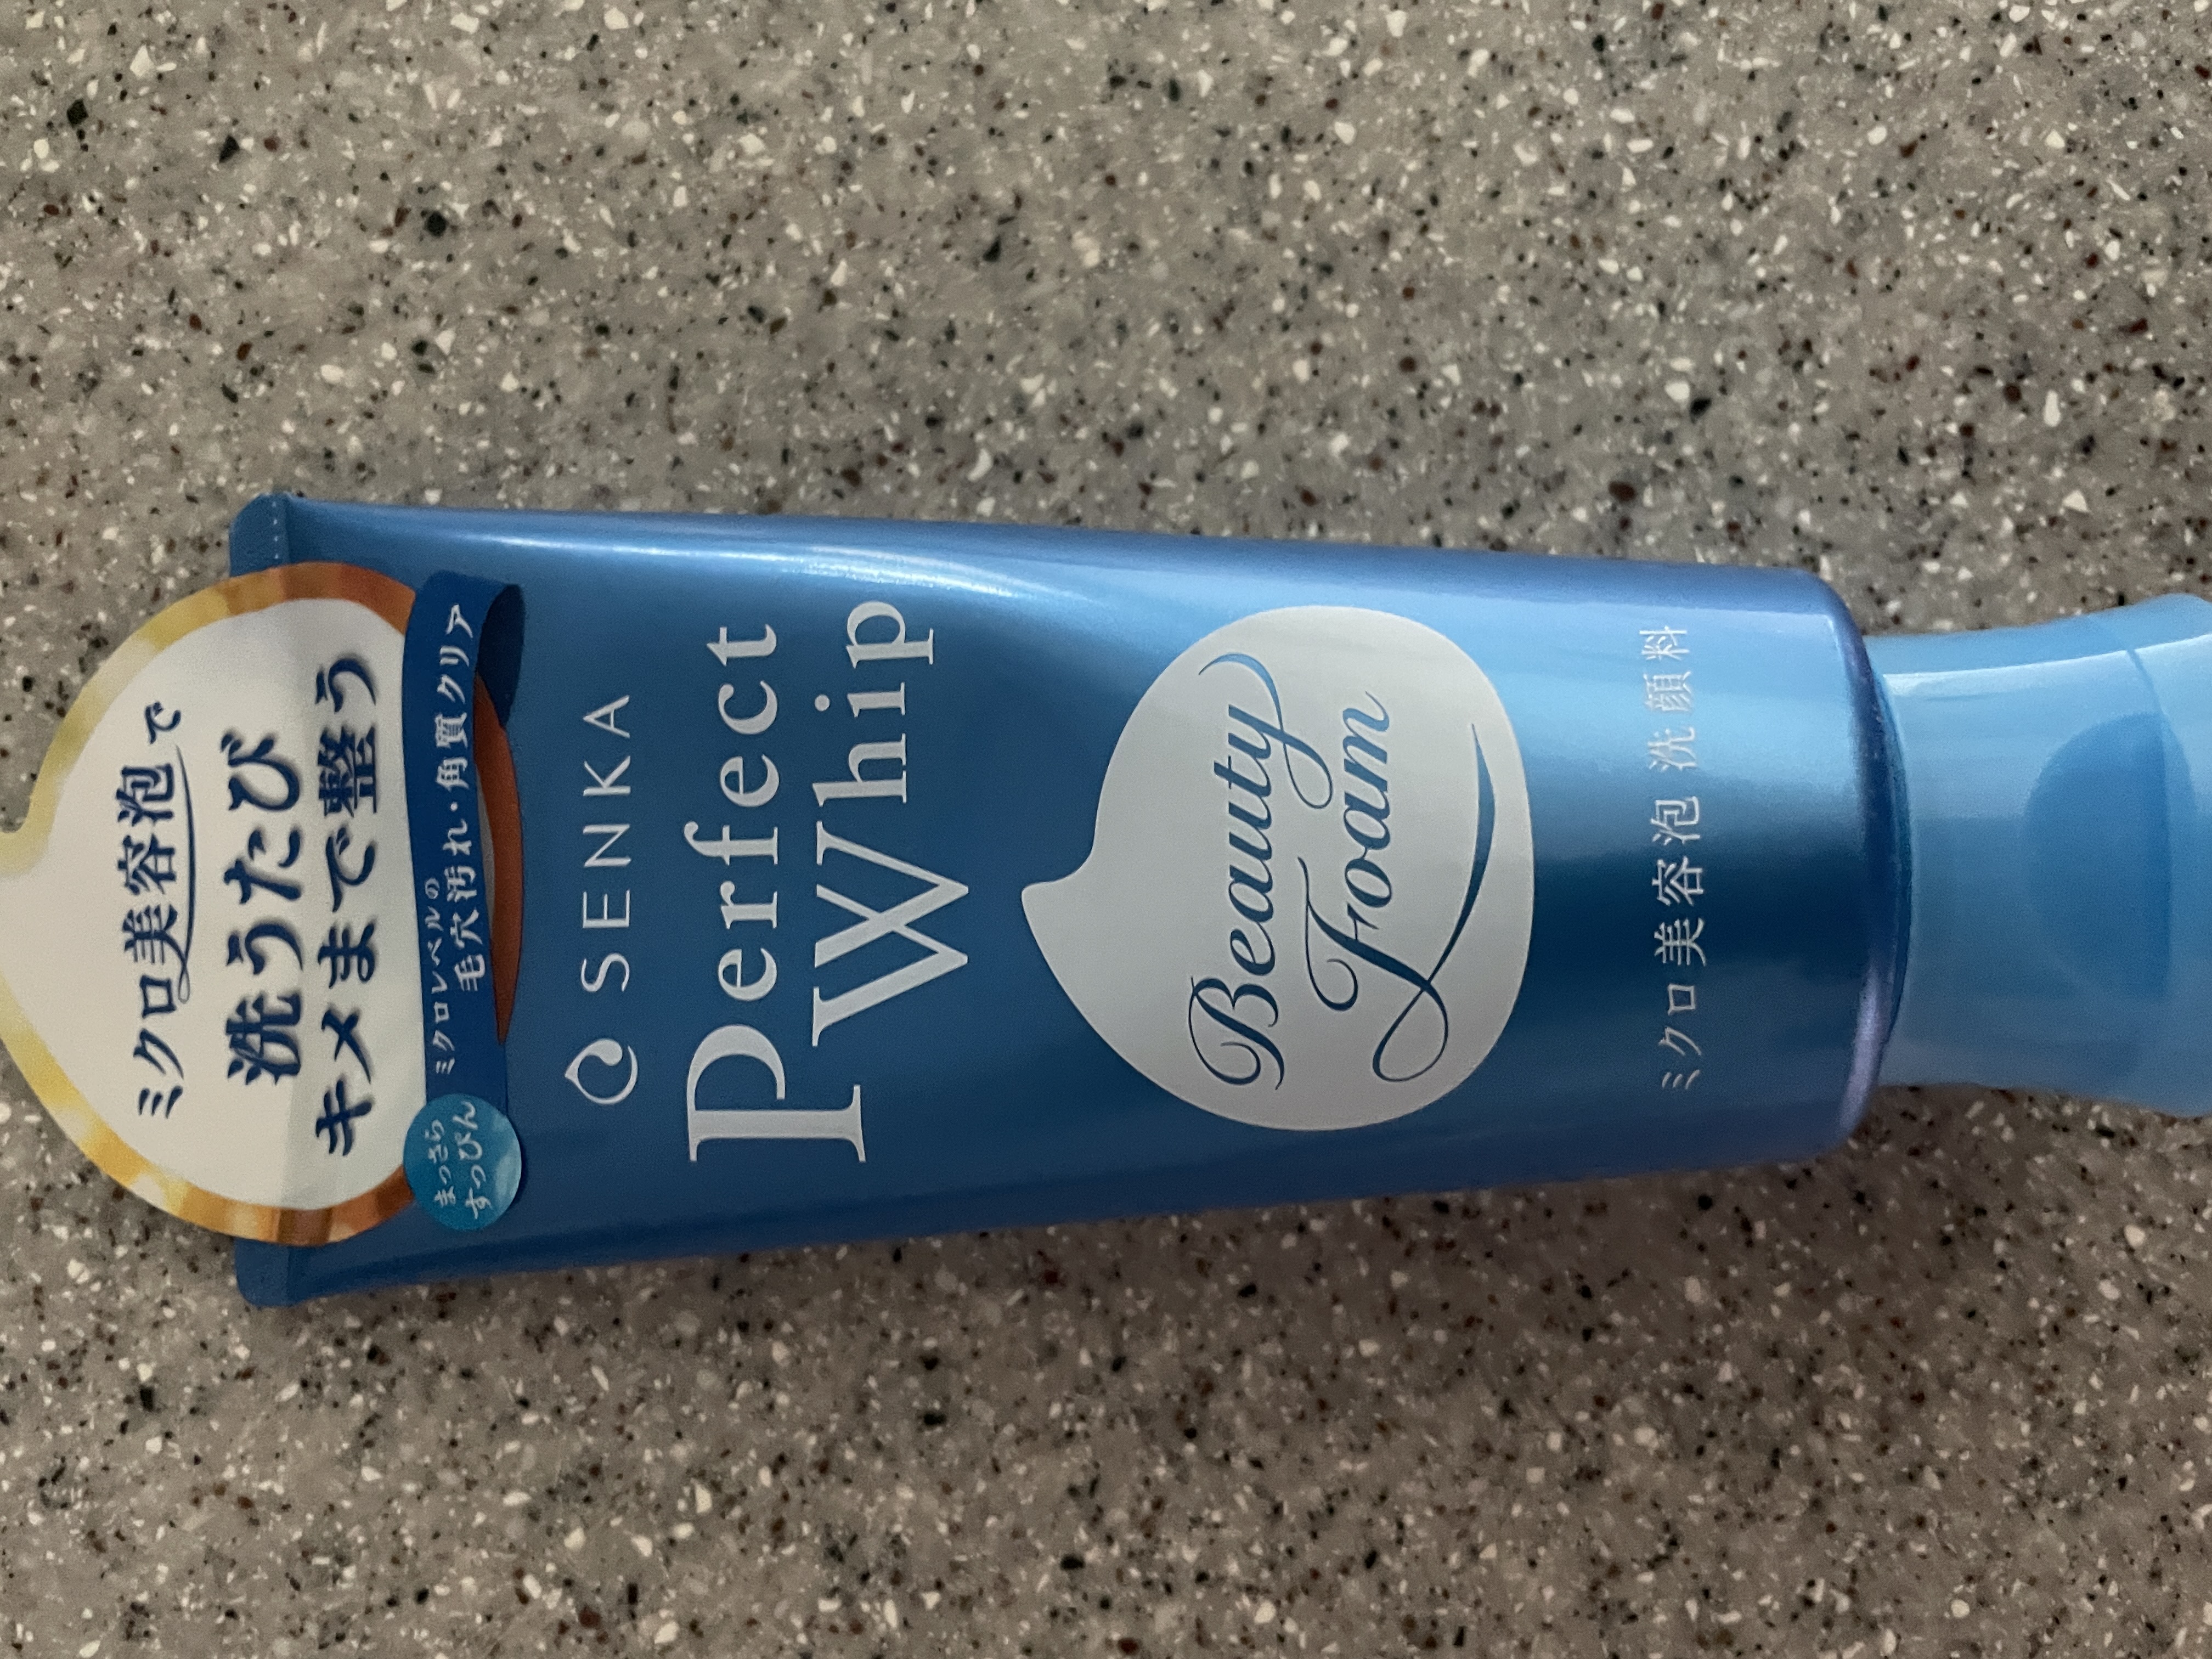 ミクロ美容泡で
洗うたび
キメまで整う
ミクロレベルの
毛穴汚れ・角質クリア
まっさら
すっぴん
SENKA
Perfect
Whip
Beauty
Foam
ミクロ美容泡 洗顔料